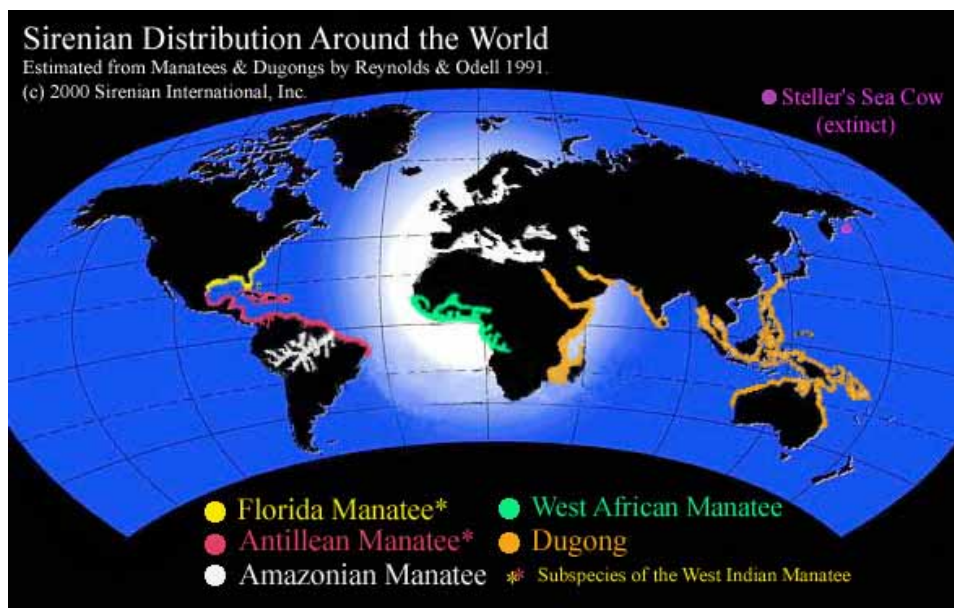 Sirenian Distribution Around the World
Estimated from Manatees & Dugongs by Reynolds & Odell 1991.
(c) 2000 Sirenian International, Inc.
Steller's Sea Cow
(extinct)
Florida Manatee*
Antillean Manatee*
Amazonian Manatee
West African Manatee
Dugong
** Subspecies of the West Indian Manatee